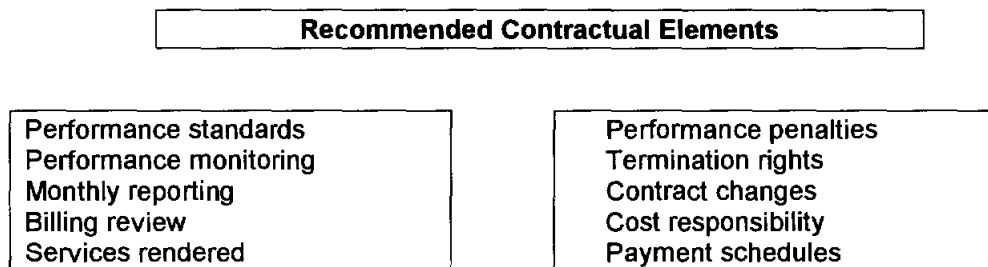 Recommended Contractual Elements
Performance standards
Performance monitoring
Monthly reporting
Billing review
Services rendered
Performance penalties
Termination rights
Contract changes
Cost responsibility
Payment schedules